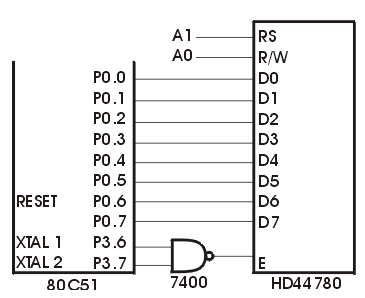 A1 RS
A0 R/W
P0.0 D0
P0.1 D1
P0.2 D2
P0.3 D3
P0.4 D4
P0.5 D5
RESET P0.6 D6
P0.7 D7
XTAL 1 P3.6
XTAL 2 P3.7 E
80C51 7400 HD44780